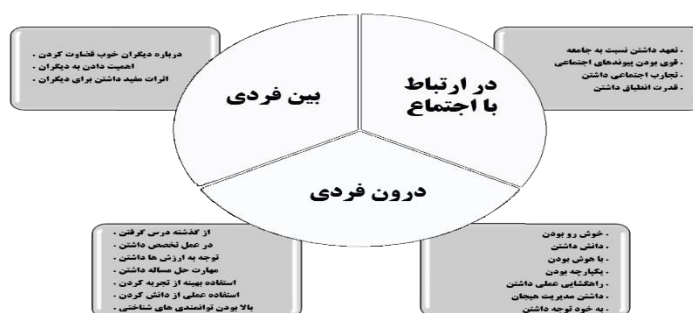 درباره دیگران خوب قضاوت کردن .
اهمیت دادن به دیگران .
اثرات مفید داشتن برای دیگران .
بین فردی
در ارتباط
با اجتماع
. تعهد داشتن نسبت به جامعه
. قوی بودن پیوندهای اجتماعی
. تجارب اجتماعی داشتن
. قدرت انطباق داشتن
درون فردی
از گذشته درس گرفتن .
در عمل تخصص داشتن .
توجه به ارزش ها داشتن .
مهارت حل مساله داشتن .
استفاده بهینه از تجربه کردن .
استفاده عملی از دانش کردن .
بالا بودن توانمندی های شناختی .
. خوش رو بودن
. دانش داشتن
. با هوش بودن
. یکپارچه بودن
. راهگشایی عملی داشتن
. داشتن مدیریت هیجان
. به خود توجه داشتن